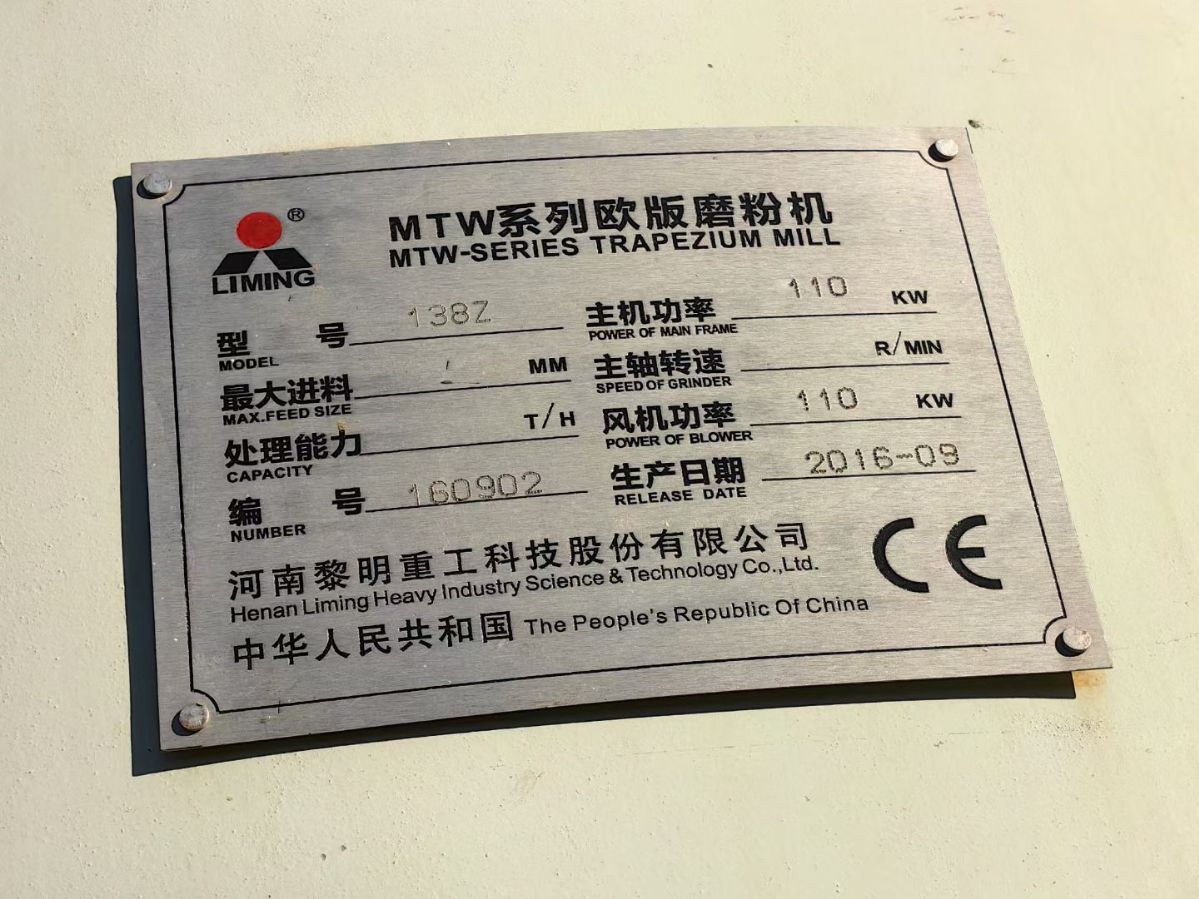 ® MTW系列欧版磨粉机
LIMING MTW-SERIES TRAPEZIUM MILL
型 号 138Z 主机功率 110 KW
MODEL POWER OF MAIN FRAME
最大进料 MM 主轴转速 R/MIN
MAX.FEED SIZE SPEED OF GRINDER
处理能力 T/H 风机功率 110 KW
CAPACITY POWER OF BLOWER
编 号 160902 生产日期 2016-09
NUMBER RELEASE DATE
河南黎明重工科技股份有限公司 CE
Henan Liming Heavy Industry Science & Technology Co.,Ltd.
中华人民共和国 The People's Republic Of China